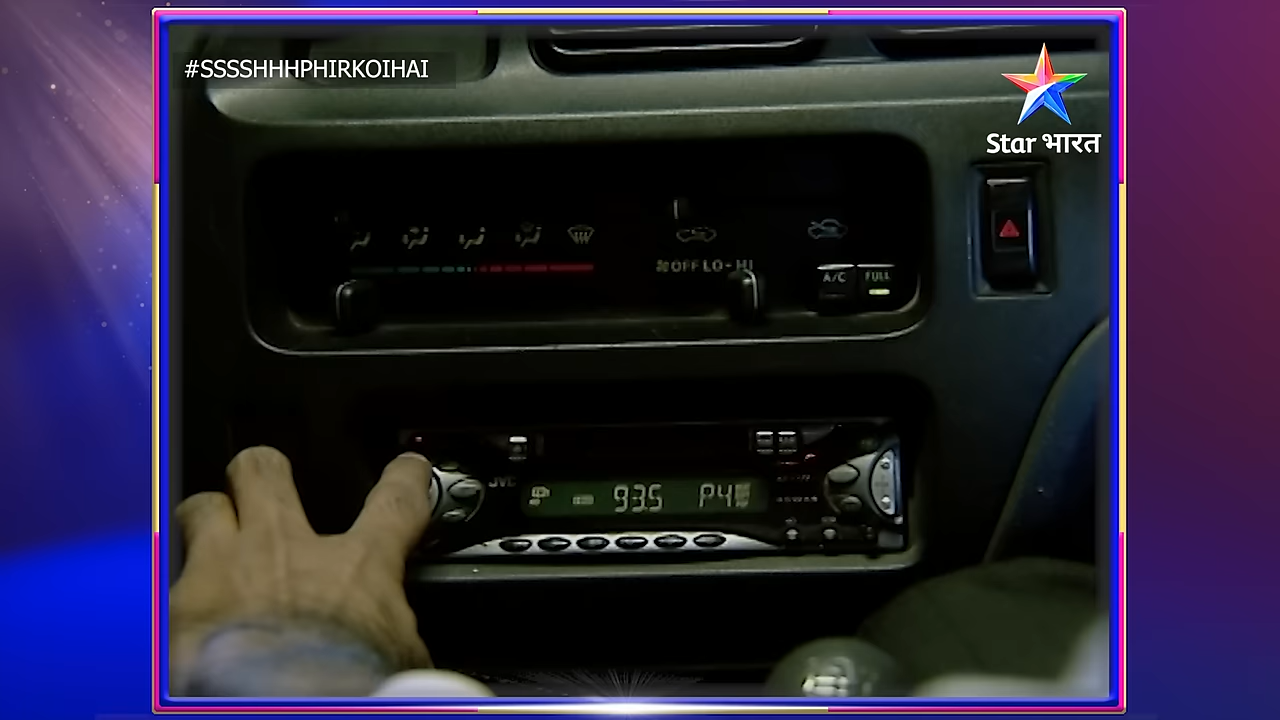 #SSSSHHHPHIRKOIHAI
Star भारत
OFF LO - HI
A/C FULL
JVC
93.5 P4